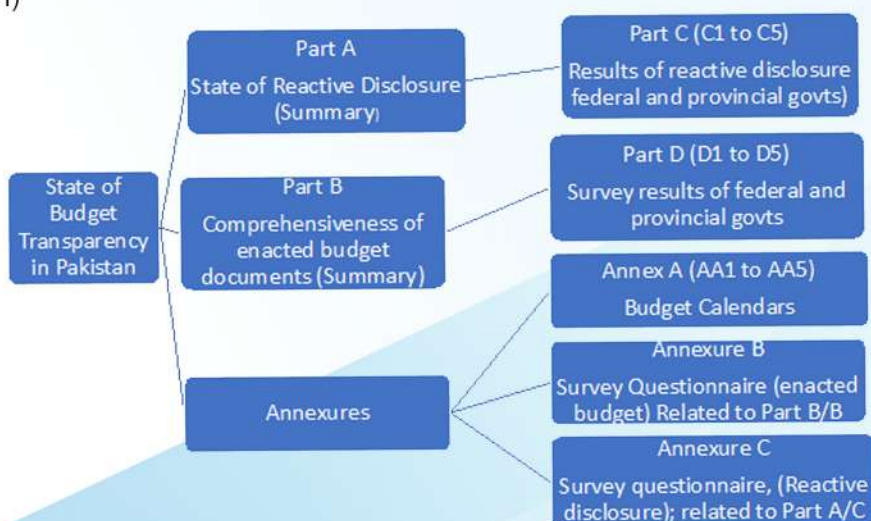 State of
Budget
Transparency
in Pakistan
Part A
State of Reactive Disclosure
(Summary)
Part B
Comprehensiveness of
enacted budget
documents (Summary)
Annexures
Part C (C1 to C5)
Results of reactive disclosure
federal and provincial govts)
Part D (D1 to D5)
Survey results of federal and
provincial govts
Annex A (AA1 to AA5)
Budget Calendars
Annexure B
Survey Questionnaire (enacted
budget) Related to Part B/B
Annexure C
Survey questionnaire, (Reactive
disclosure); related to Part A/C